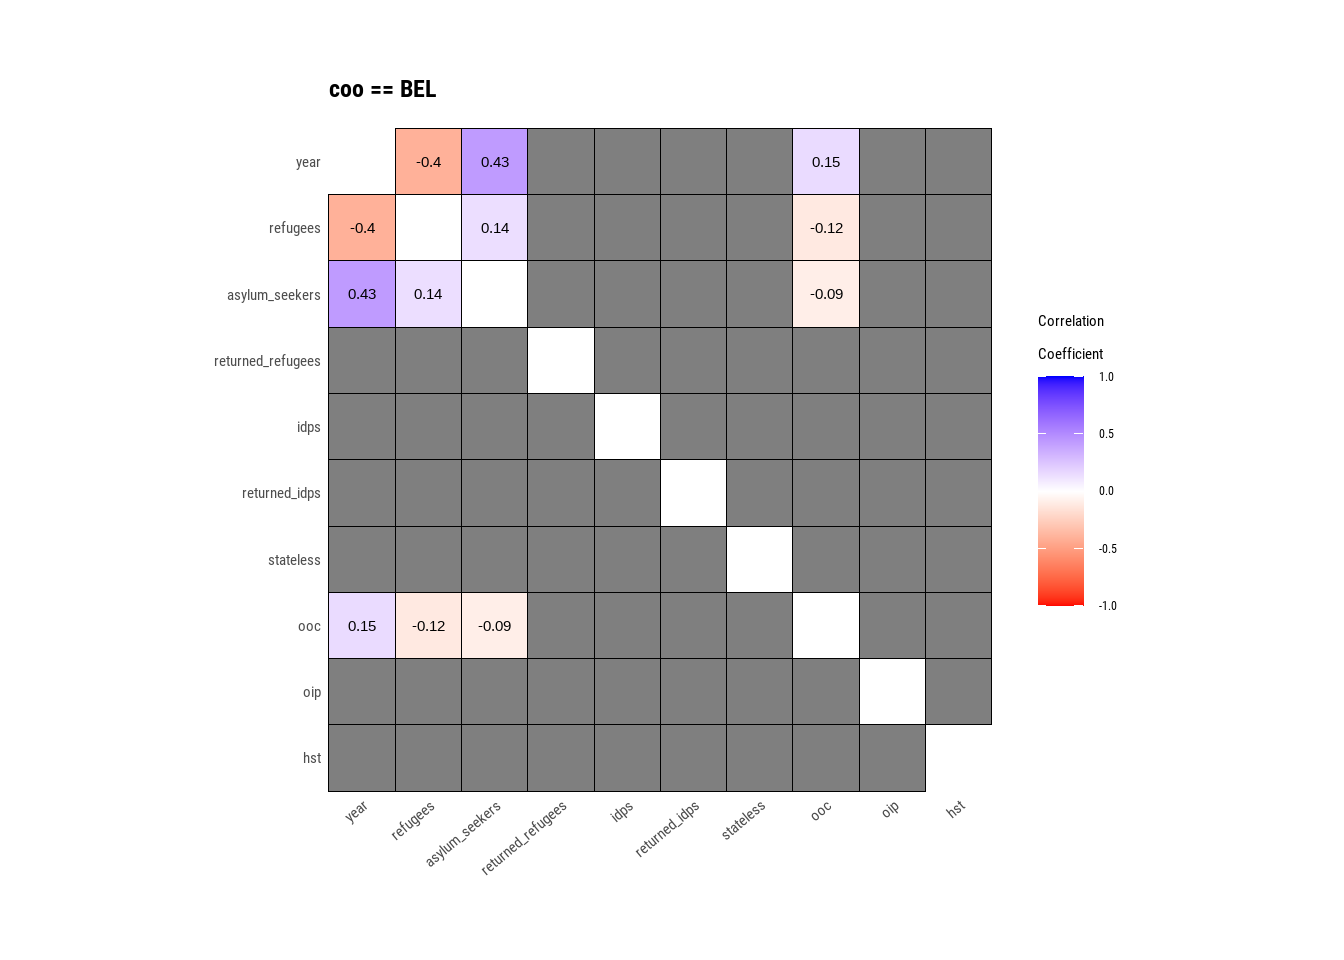 coo == BEL
year -0.4 0.43 0.15
refugees -0.4 0.14 -0.12
asylum_seekers 0.43 0.14 -0.09
returned_refugees
idps
returned_idps
stateless
ooc 0.15 -0.12 -0.09
oip
hst
year refugees asylum_seekers returned_refugees idps returned_idps stateless ooc oip hst
Correlation
Coefficient
1.0
0.5
0.0
-0.5
-1.0